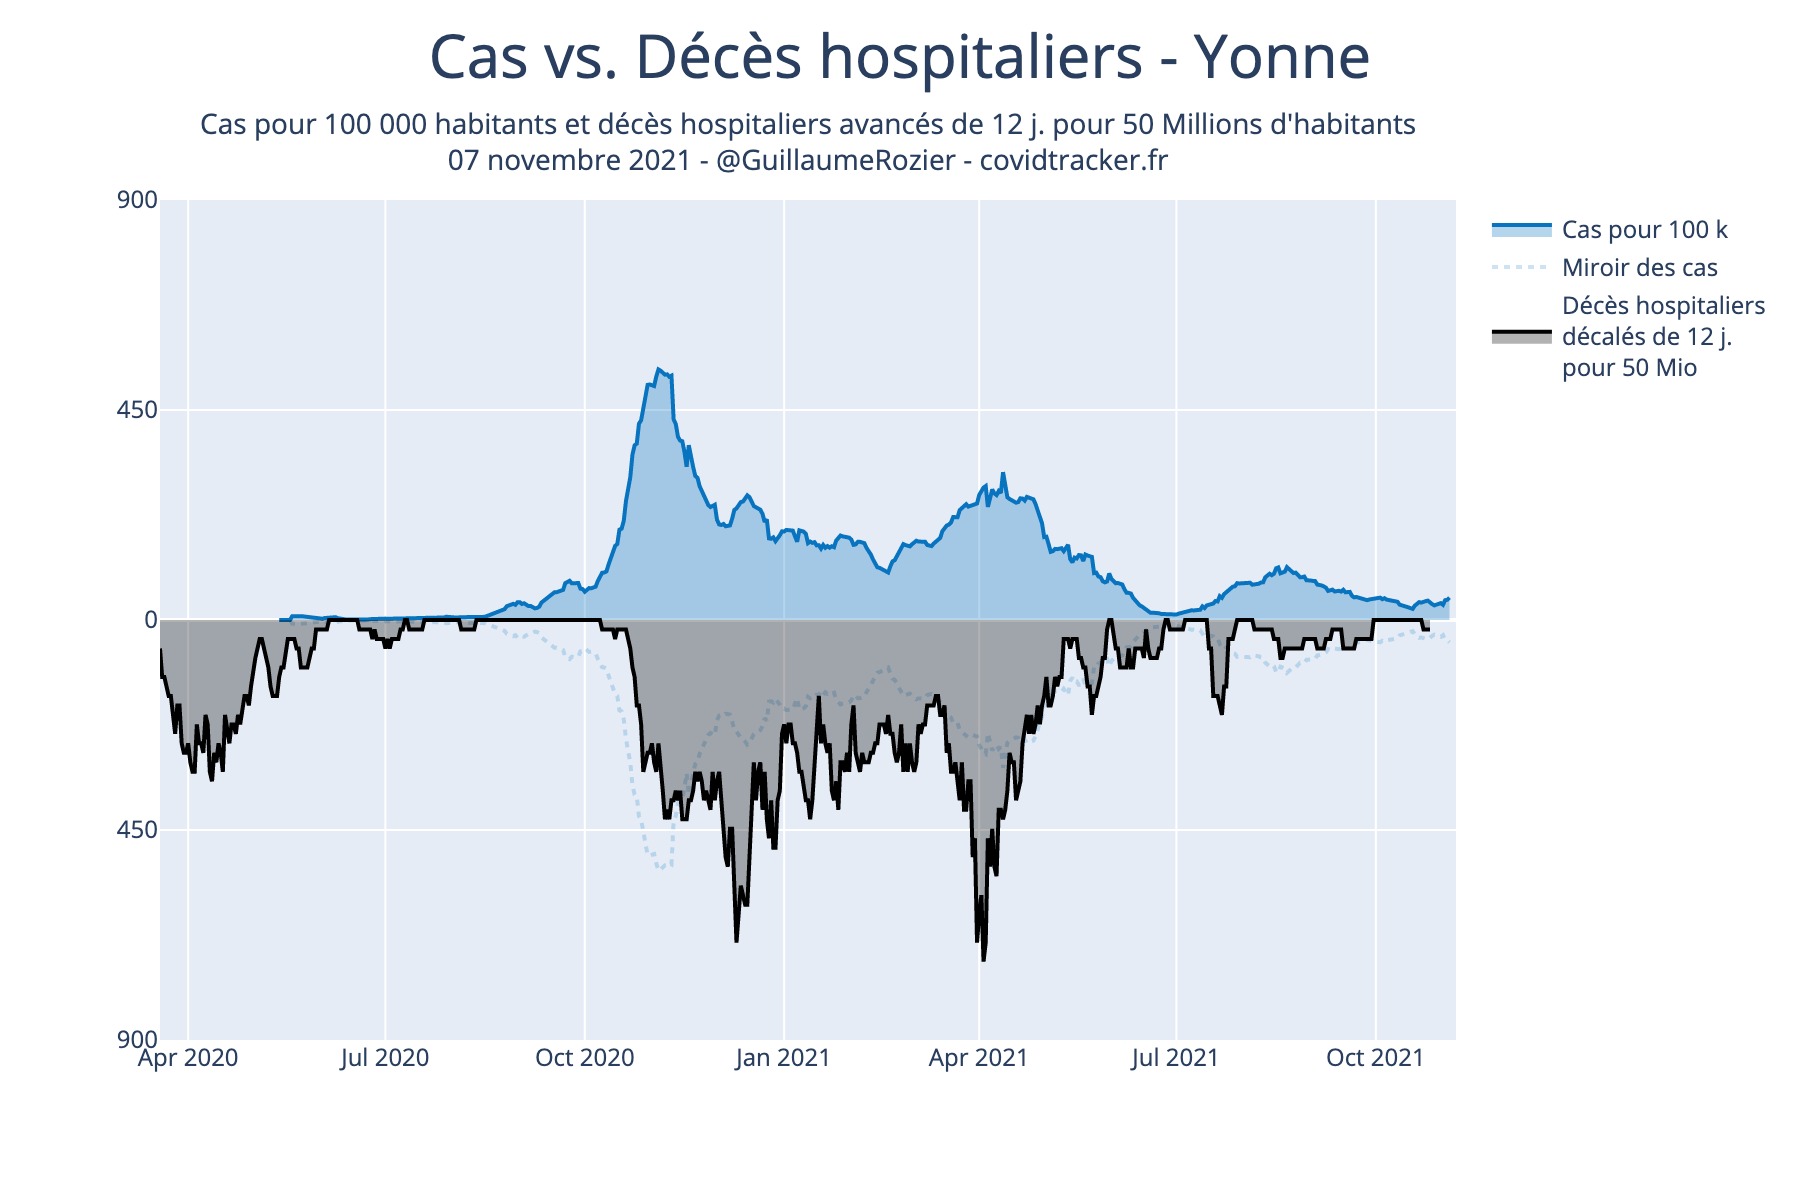 Cas vs. Décès hospitaliers - Yonne
Cas pour 100 000 habitants et décès hospitaliers avancés de 12 j. pour 50 Millions d'habitants
07 novembre 2021 - @GuillaumeRozier - covidtracker.fr
900
450
0
450
900
Apr 2020
Jul 2020
Oct 2020
Jan 2021
Apr 2021
Jul 2021
Oct 2021
Cas pour 100 k
Miroir des cas
Décès hospitaliers
décalés de 12 j.
pour 50 Mio